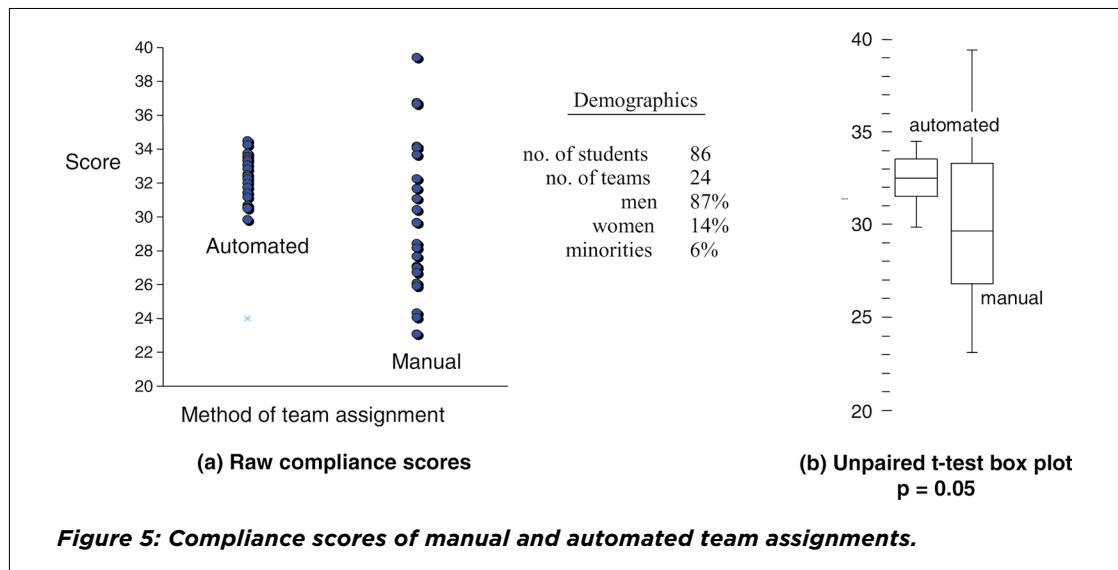 40
38
36
34
32
30
28
26
24
22
20
Score
Automated
Manual
Method of team assignment
(a) Raw compliance scores
Demographics
no. of students 86
no. of teams 24
men 87%
women 14%
minorities 6%
40
35
30
25
20
automated
manual
(b) Unpaired t-test box plot
p = 0.05
Figure 5: Compliance scores of manual and automated team assignments.